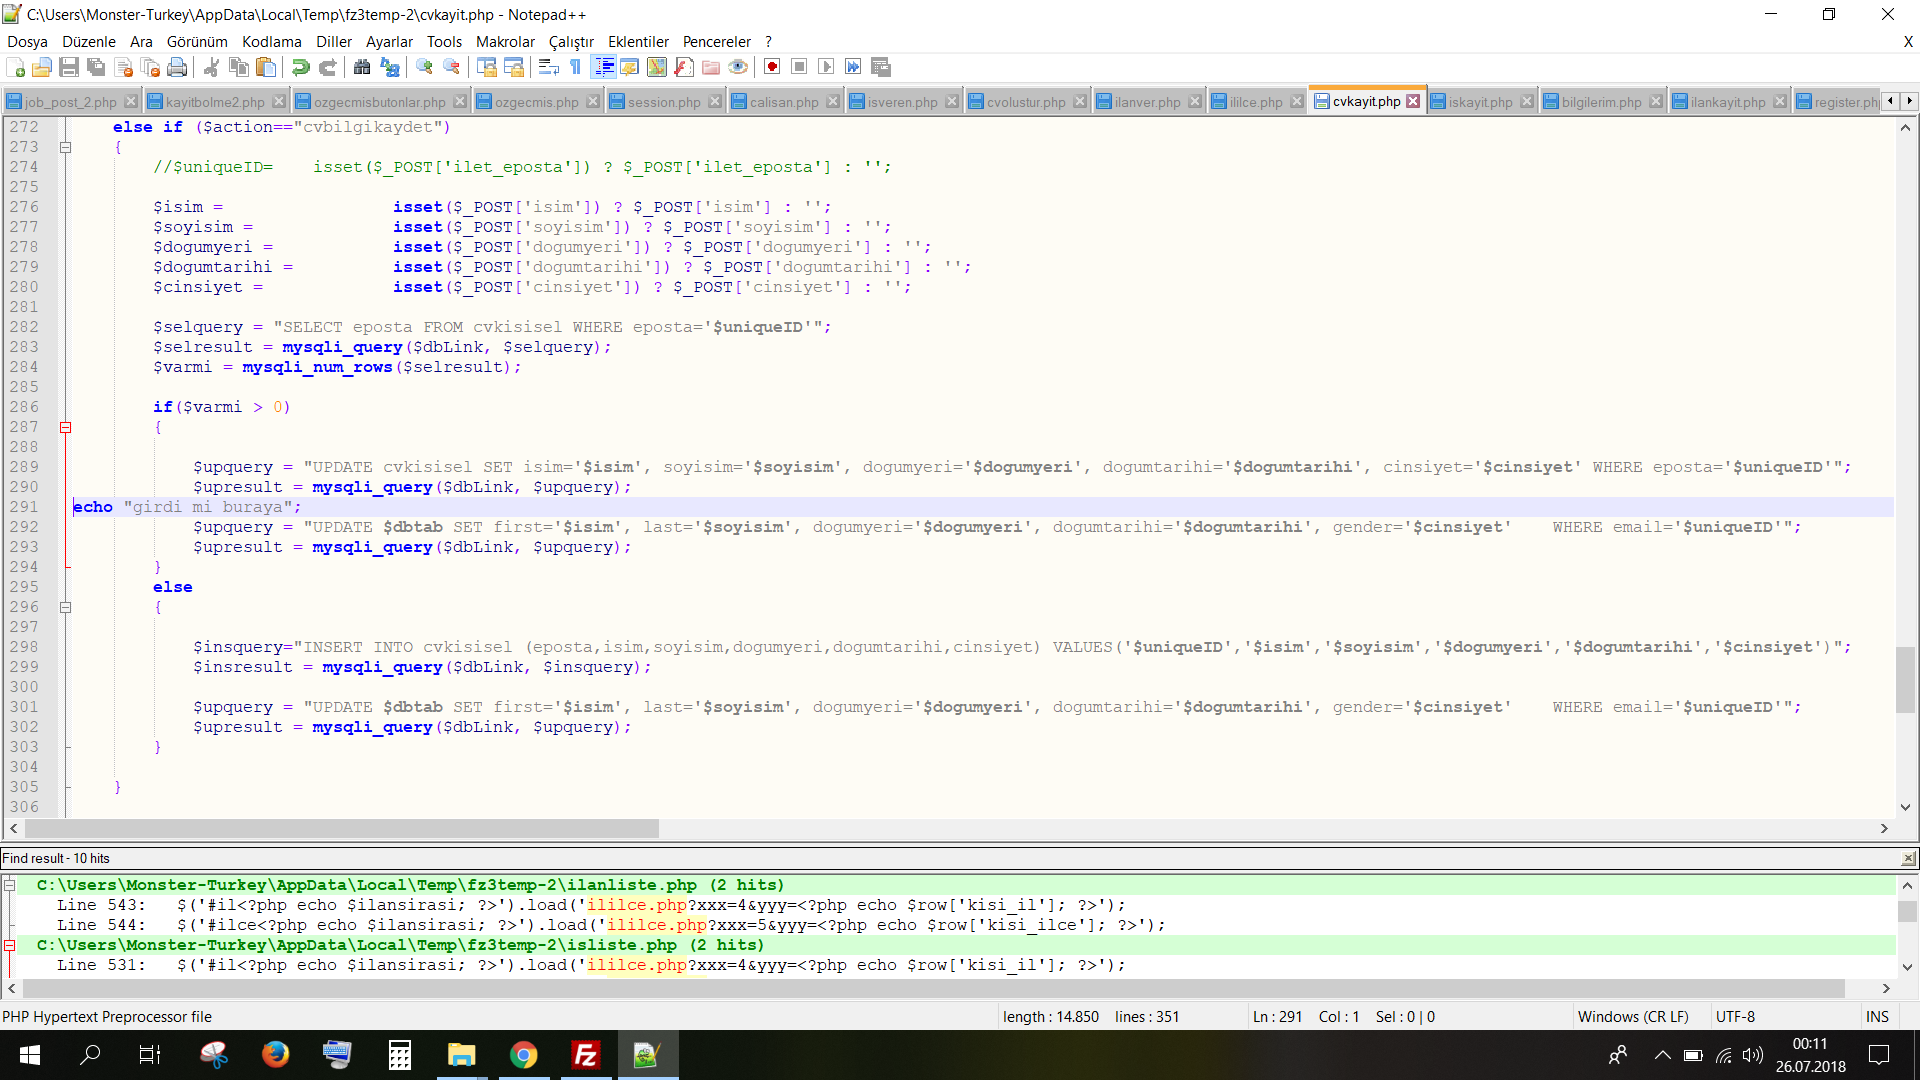 C:\Users\Monster-Turkey\AppData\Local\Temp\fz3temp-2\cvkayit.php - Notepad++
Dosya Düzenle Ara Görünüm Kodlama Diller Ayarlar Tools Makrolar Çalıştır Eklentiler Pencereler ? X
job_post_2.php kayitbolme2.php ozgecmisbutonlar.php ozgecmis.php session.php calisan.php isveren.php cvolustur.php ilanver.php ililce.php cvkayit.php iskayit.php bilgilerim.php ilankayit.php register.ph
272 else if ($action=="cvbilgikaydet")
273 {
274 //$uniqueID= isset($_POST['ilet_eposta']) ? $_POST['ilet_eposta'] : '';
275
276 $isim = isset($_POST['isim']) ? $_POST['isim'] : '';
277 $soyisim = isset($_POST['soyisim']) ? $_POST['soyisim'] : '';
278 $dogumyeri = isset($_POST['dogumyeri']) ? $_POST['dogumyeri'] : '';
279 $dogumtarihi = isset($_POST['dogumtarihi']) ? $_POST['dogumtarihi'] : '';
280 $cinsiyet = isset($_POST['cinsiyet']) ? $_POST['cinsiyet'] : '';
281
282 $selquery = "SELECT eposta FROM cvkisisel WHERE eposta='$uniqueID'";
283 $selresult = mysqli_query($dbLink, $selquery);
284 $varmi = mysqli_num_rows($selresult);
285
286 if($varmi > 0)
287 {
288
289 $upquery = "UPDATE cvkisisel SET isim='$isim', soyisim='$soyisim', dogumyeri='$dogumyeri', dogumtarihi='$dogumtarihi', cinsiyet='$cinsiyet' WHERE eposta='$uniqueID'";
290 $upresult = mysqli_query($dbLink, $upquery);
291 echo "girdi mi buraya";
292 $upquery = "UPDATE $dbtab SET first='$isim', last='$soyisim', dogumyeri='$dogumyeri', dogumtarihi='$dogumtarihi', gender='$cinsiyet' WHERE email='$uniqueID'";
293 $upresult = mysqli_query($dbLink, $upquery);
294 }
295 else
296 {
297
298 $insquery="INSERT INTO cvkisisel (eposta,isim,soyisim,dogumyeri,dogumtarihi,cinsiyet) VALUES('$uniqueID','$isim','$soyisim','$dogumyeri','$dogumtarihi','$cinsiyet')";
299 $insresult = mysqli_query($dbLink, $insquery);
300
301 $upquery = "UPDATE $dbtab SET first='$isim', last='$soyisim', dogumyeri='$dogumyeri', dogumtarihi='$dogumtarihi', gender='$cinsiyet' WHERE email='$uniqueID'";
302 $upresult = mysqli_query($dbLink, $upquery);
303 }
304
305 }
306
Find result - 10 hits
C:\Users\Monster-Turkey\AppData\Local\Temp\fz3temp-2\ilanliste.php (2 hits)
Line 543: $('#il<?php echo $ilansirasi; ?>').load('ililce.php?xxx=4&yyy=<?php echo $row['kisi_il']; ?>');
Line 544: $('#ilce<?php echo $ilansirasi; ?>').load('ililce.php?xxx=5&yyy=<?php echo $row['kisi_ilce']; ?>');
C:\Users\Monster-Turkey\AppData\Local\Temp\fz3temp-2\isliste.php (2 hits)
Line 531: $('#il<?php echo $ilansirasi; ?>').load('ililce.php?xxx=4&yyy=<?php echo $row['kisi_il']; ?>');
PHP Hypertext Preprocessor file length : 14.850 lines : 351 Ln : 291 Col : 1 Sel : 0 | 0 Windows (CR LF) UTF-8 INS
00:11
26.07.2018